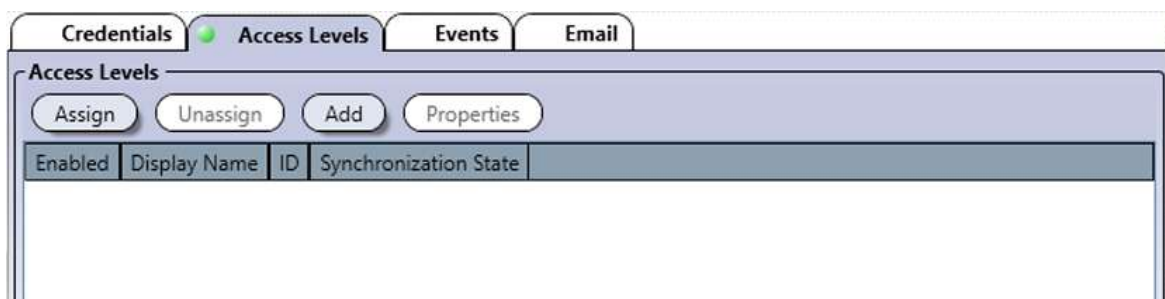 Credentials Access Levels Events Email
Access Levels
Assign Unassign Add Properties
Enabled Display Name ID Synchronization State